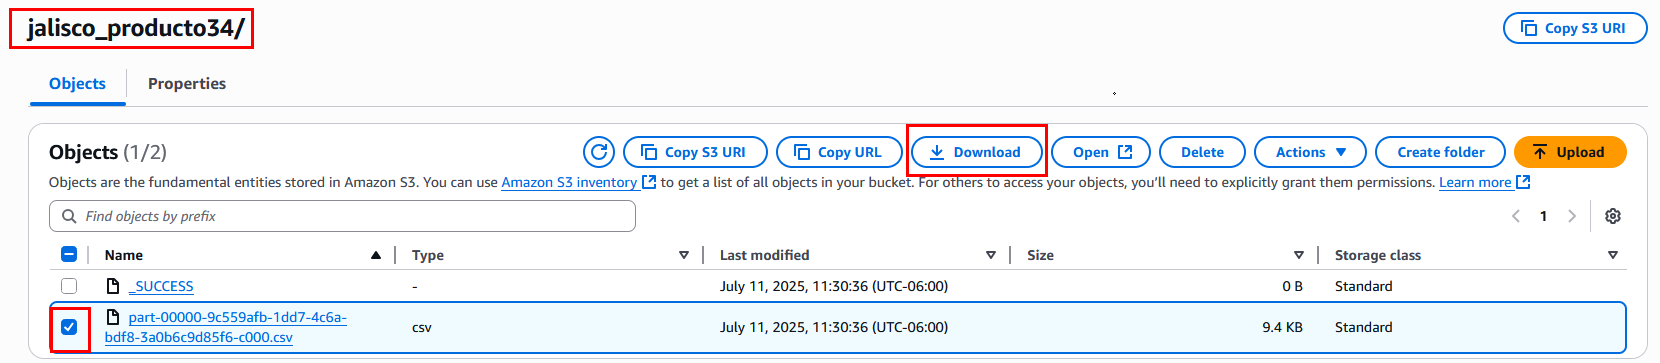 jalisco_producto34/
Copy S3 URI
Objects
Properties
Objects (1/2)
Copy S3 URI
Copy URL
Download
Open
Delete
Actions
Create folder
Upload
Objects are the fundamental entities stored in Amazon S3. You can use Amazon S3 inventory to get a list of all objects in your bucket. For others to access your objects, you'll need to explicitly grant them permissions. Learn more
Find objects by prefix
1
Name Type Last modified Size Storage class
_SUCCESS - July 11, 2025, 11:30:36 (UTC-06:00) 0 B Standard
part-00000-9c559afb-1dd7-4c6a-
bdf8-3a0b6c9d85f6-c000.csv csv July 11, 2025, 11:30:36 (UTC-06:00) 9.4 KB Standard